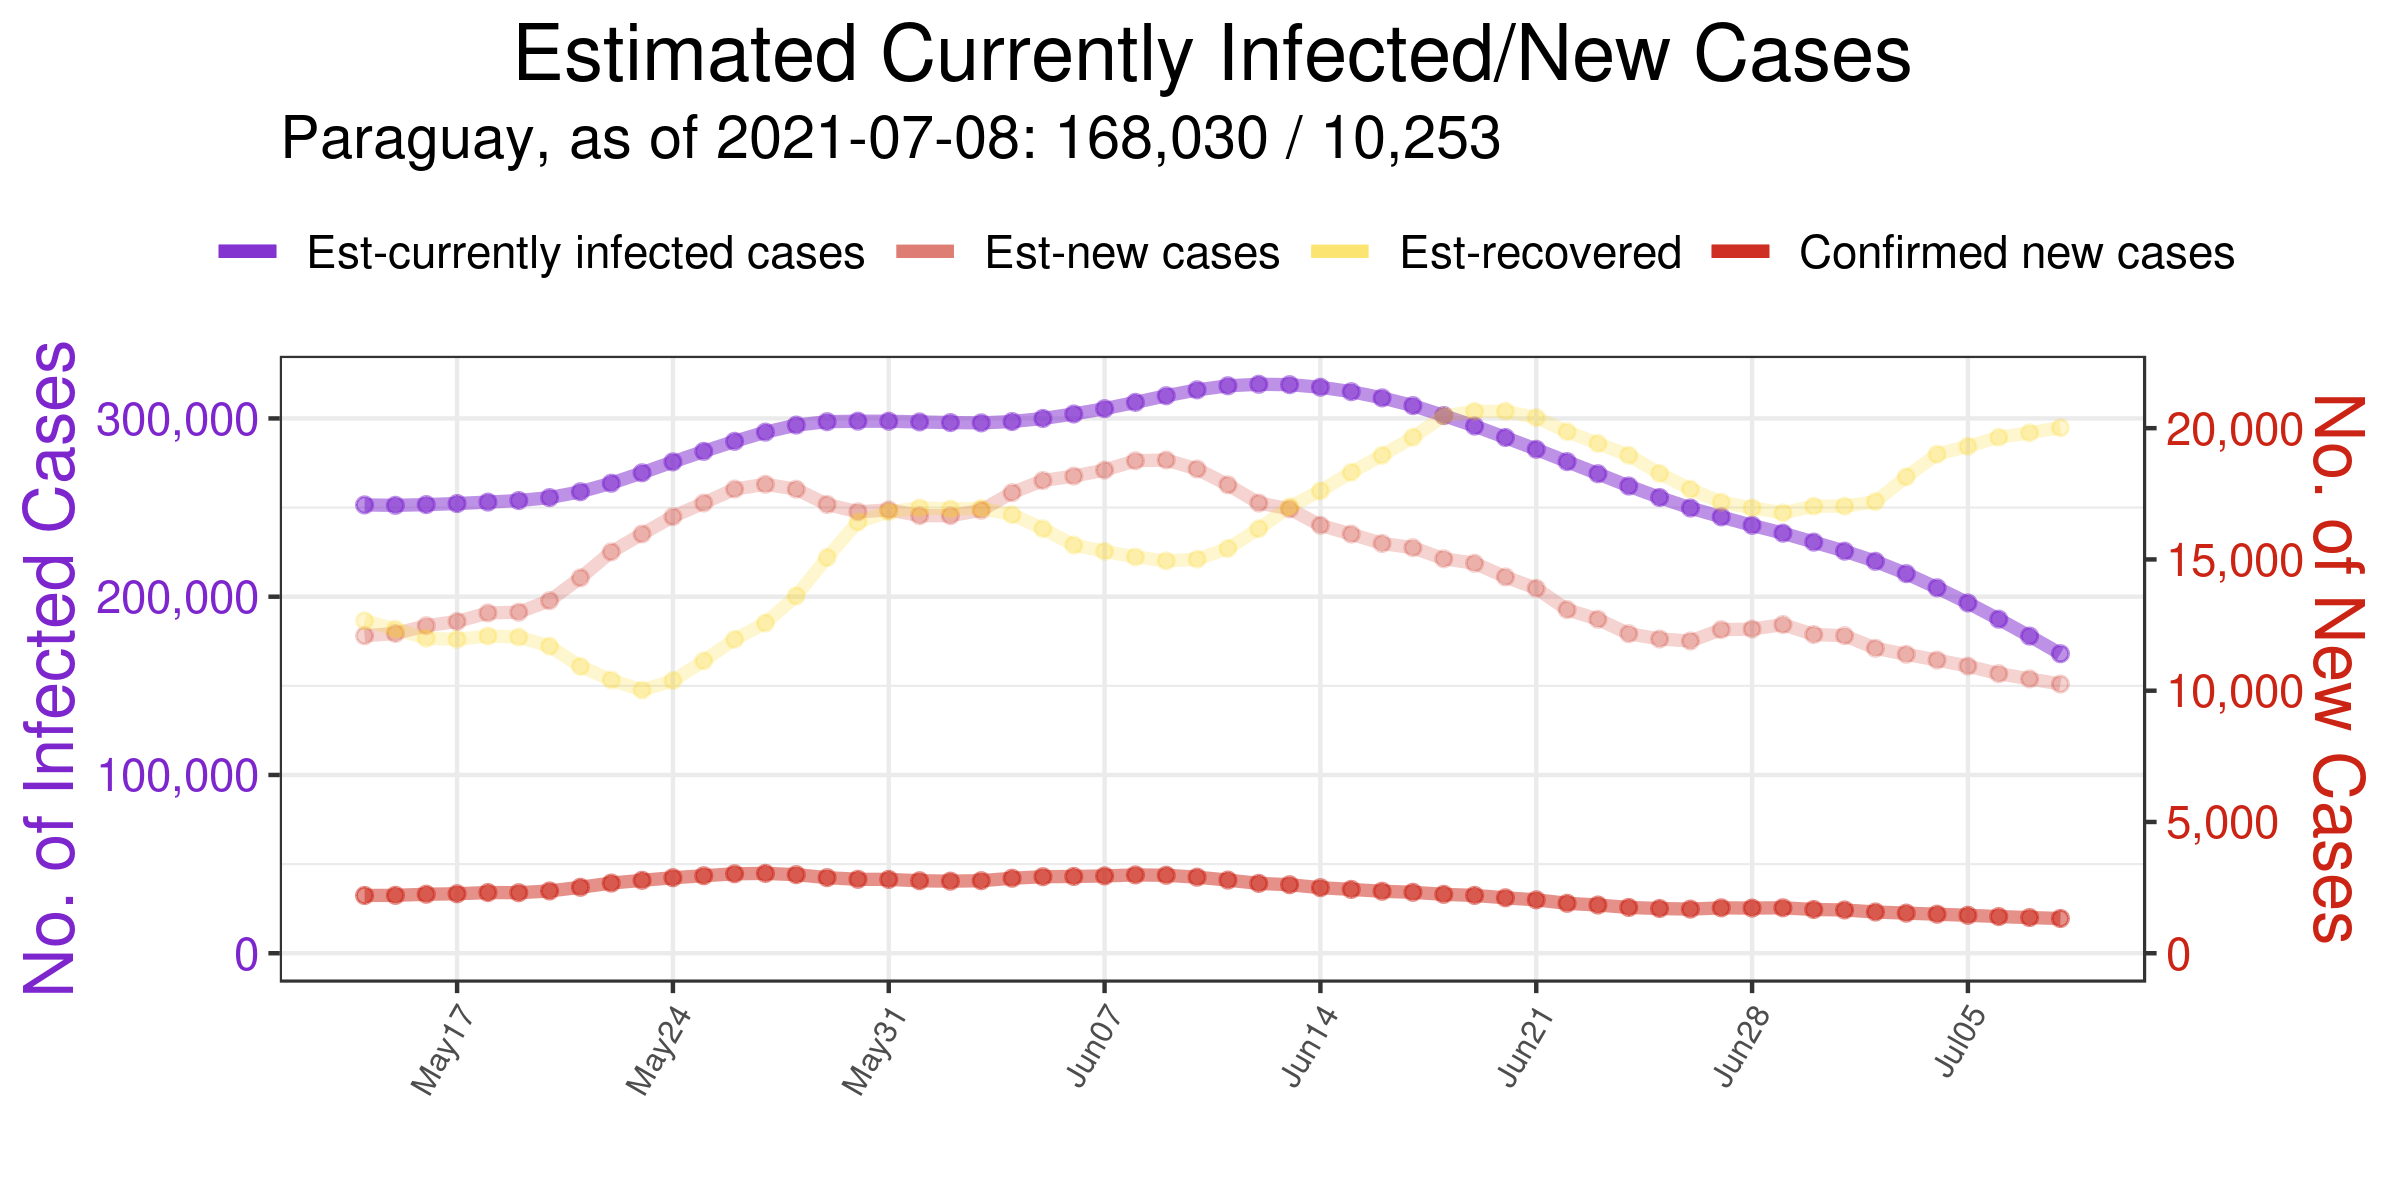 Estimated Currently Infected/New Cases
Paraguay, as of 2021-07-08: 168,030 / 10,253
Est-currently infected cases Est-new cases Est-recovered Confirmed new cases
No. of Infected Cases
300,000
200,000
100,000
0
20,000
15,000
10,000
5,000
0
No. of New Cases
May17 May24 May31 Jun07 Jun14 Jun21 Jun28 Jul05